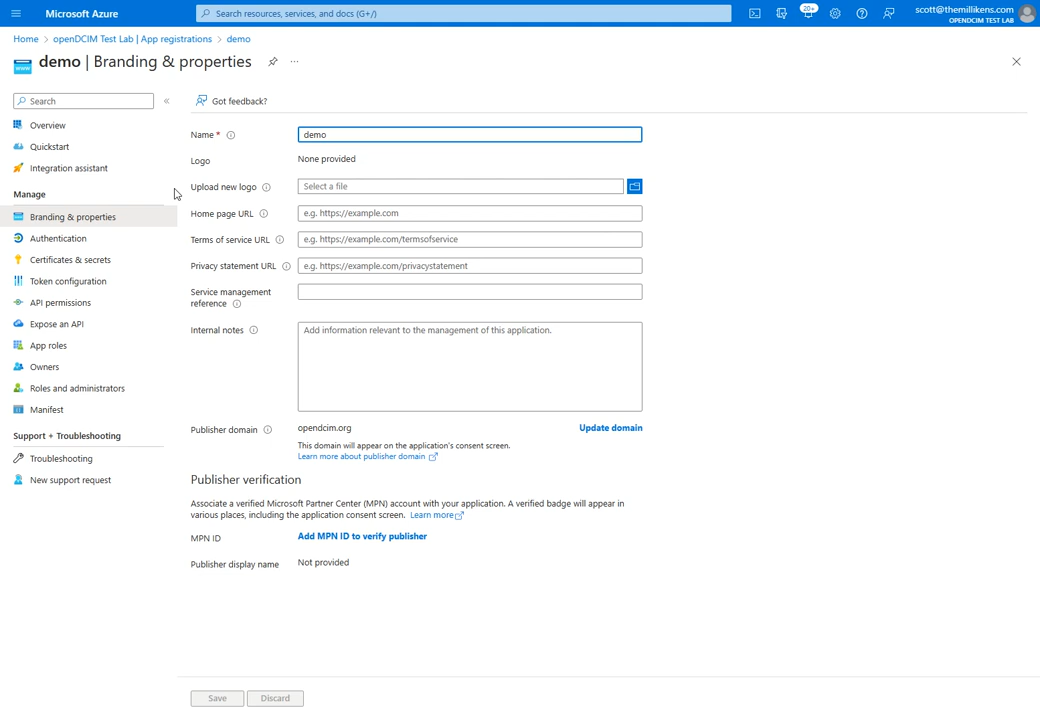 Microsoft Azure
Search resources, services, and docs (G+/)
20+
scott@themillikens.com
OPENDCIM TEST LAB
Home > openDCIM Test Lab | App registrations > demo
www
demo | Branding & properties
Search
Got feedback?
Overview
Quickstart
Integration assistant
Manage
Branding & properties
Authentication
Certificates & secrets
Token configuration
API permissions
Expose an API
App roles
Owners
Roles and administrators
Manifest
Support + Troubleshooting
Troubleshooting
New support request
Name *
demo
Logo
None provided
Upload new logo
Select a file
Home page URL
e.g. https://example.com
Terms of service URL
e.g. https://example.com/termsofservice
Privacy statement URL
e.g. https://example.com/privacystatement
Service management
reference
Internal notes
Add information relevant to the management of this application.
Publisher domain
opendcim.org
Update domain
This domain will appear on the application's consent screen.
Learn more about publisher domain
Publisher verification
Associate a verified Microsoft Partner Center (MPN) account with your application. A verified badge will appear in
various places, including the application consent screen. Learn more
MPN ID
Add MPN ID to verify publisher
Publisher display name
Not provided
Save
Discard